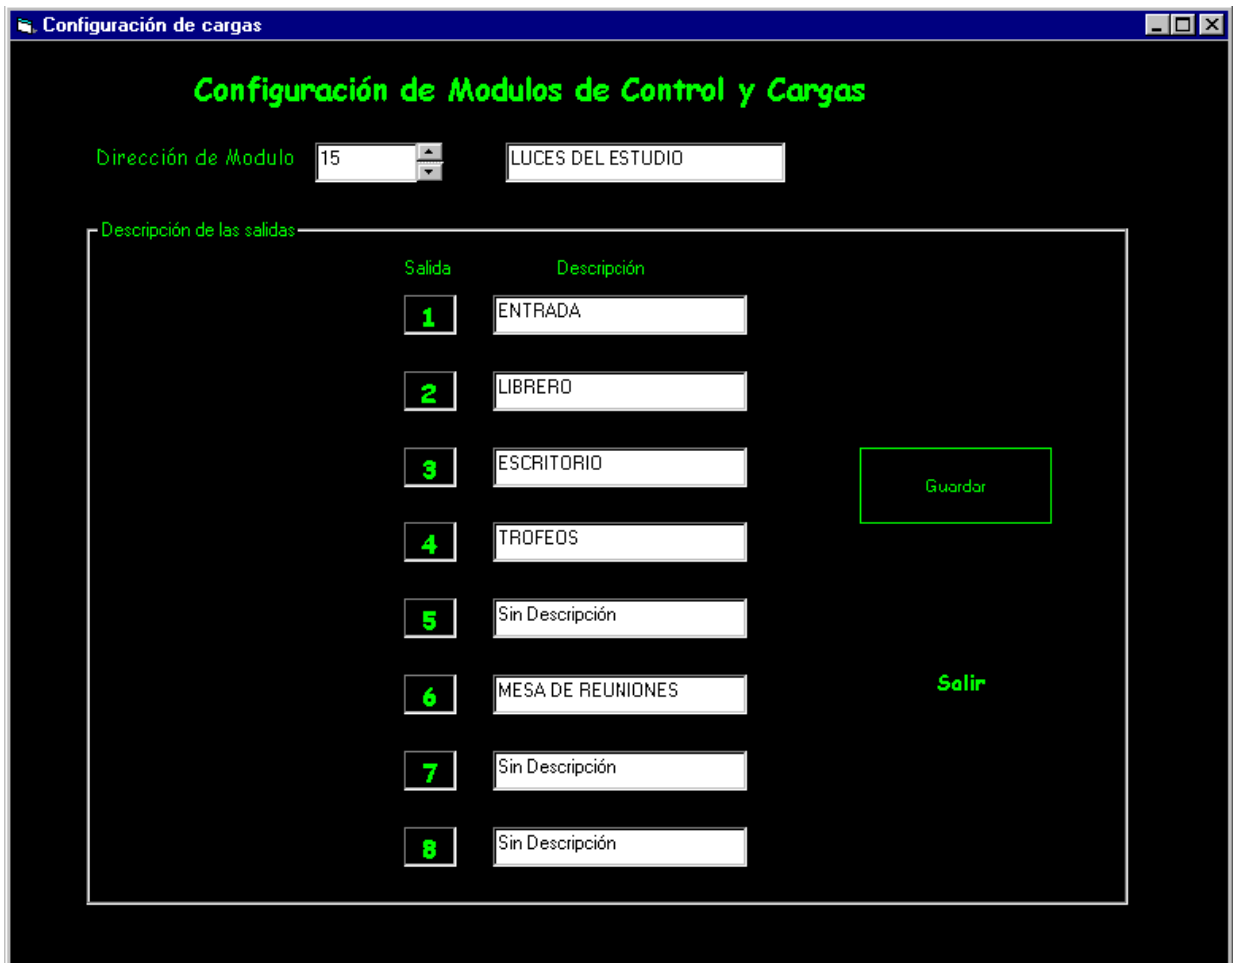 Configuración de cargas
Configuración de Modulos de Control y Cargas
Dirección de Modulo 15 LUCES DEL ESTUDIO
Descripción de las salidas
Salida Descripción
1 ENTRADA
2 LIBRERO
3 ESCRITORIO
Guardar
4 TROFEOS
5 Sin Descripción
6 MESA DE REUNIONES
Salir
7 Sin Descripción
8 Sin Descripción